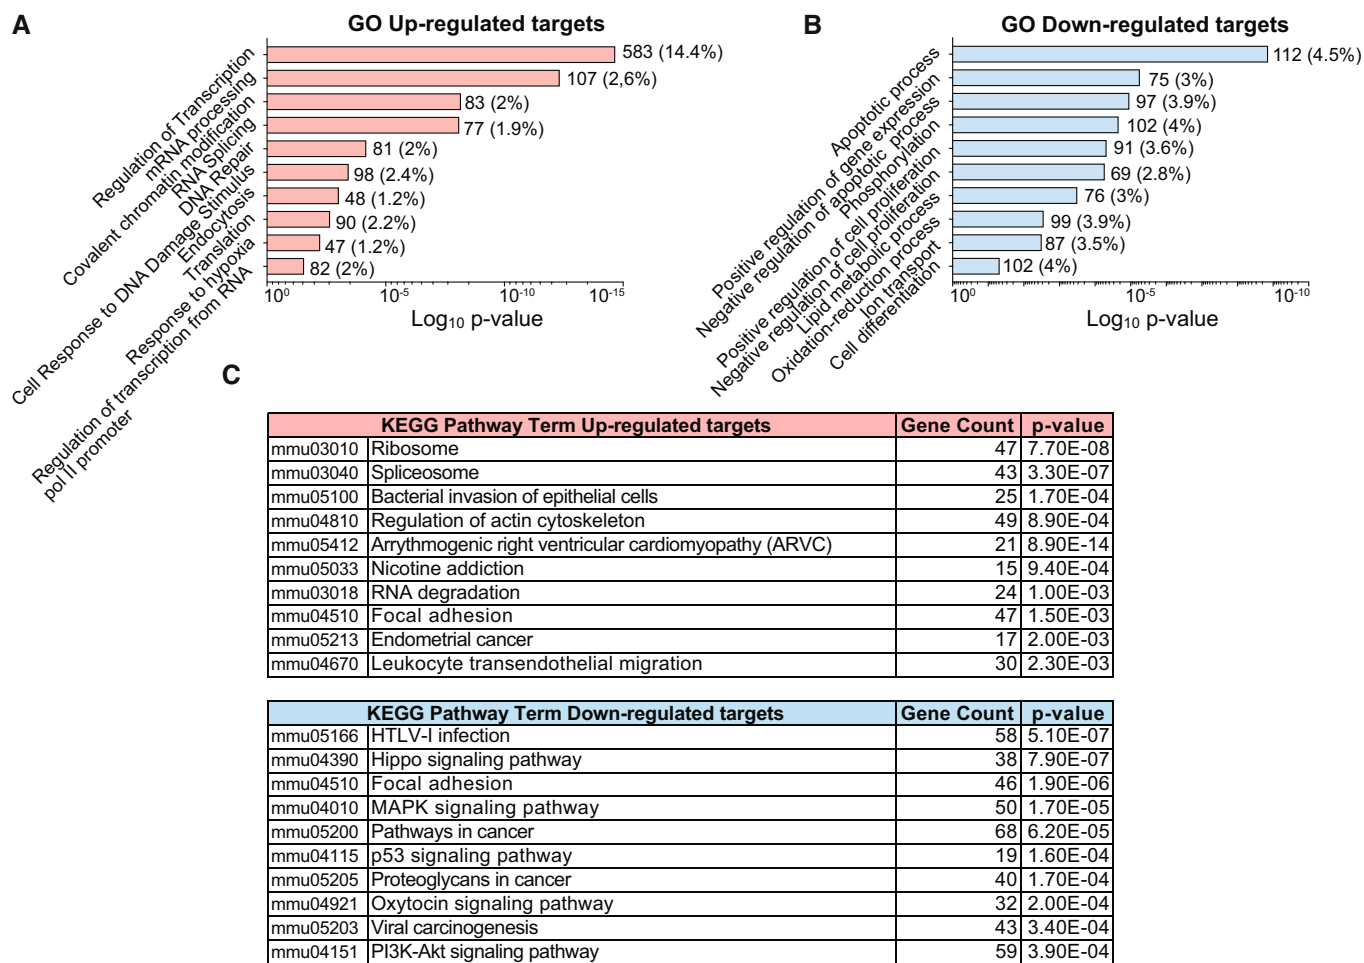 A
GO Up-regulated targets
Regulation of Transcription
583 (14.4%)
mRNA processing
107 (2,6%)
Covalent chromatin modification
83 (2%)
RNA Splicing
77 (1.9%)
DNA Repair
81 (2%)
Cell Response to DNA Damage Stimulus
98 (2.4%)
Endocytosis
48 (1.2%)
Translation
90 (2.2%)
Response to hypoxia
47 (1.2%)
Regulation of transcription from RNA
pol II promoter
82 (2%)
10⁰ 10⁻⁵ 10⁻¹⁰ 10⁻¹⁵
Log₁₀ p-value
B
GO Down-regulated targets
Apoptotic process
112 (4.5%)
Positive regulation of gene expression
75 (3%)
Negative regulation of apoptotic process
97 (3.9%)
Phosphorylation
102 (4%)
Positive regulation of cell proliferation
91 (3.6%)
Negative regulation of cell proliferation
69 (2.8%)
Lipid metabolic process
76 (3%)
Oxidation-reduction process
99 (3.9%)
Ion transport
87 (3.5%)
Cell differentiation
102 (4%)
10⁰ 10⁻⁵ 10⁻¹⁰
Log₁₀ p-value
C
KEGG Pathway Term Up-regulated targets Gene Count p-value
mmu03010 Ribosome 47 7.70E-08
mmu03040 Spliceosome 43 3.30E-07
mmu05100 Bacterial invasion of epithelial cells 25 1.70E-04
mmu04810 Regulation of actin cytoskeleton 49 8.90E-04
mmu05412 Arrythmogenic right ventricular cardiomyopathy (ARVC) 21 8.90E-14
mmu05033 Nicotine addiction 15 9.40E-04
mmu03018 RNA degradation 24 1.00E-03
mmu04510 Focal adhesion 47 1.50E-03
mmu05213 Endometrial cancer 17 2.00E-03
mmu04670 Leukocyte transendothelial migration 30 2.30E-03
KEGG Pathway Term Down-regulated targets Gene Count p-value
mmu05166 HTLV-I infection 58 5.10E-07
mmu04390 Hippo signaling pathway 38 7.90E-07
mmu04510 Focal adhesion 46 1.90E-06
mmu04010 MAPK signaling pathway 50 1.70E-05
mmu05200 Pathways in cancer 68 6.20E-05
mmu04115 p53 signaling pathway 19 1.60E-04
mmu05205 Proteoglycans in cancer 40 1.70E-04
mmu04921 Oxytocin signaling pathway 32 2.00E-04
mmu05203 Viral carcinogenesis 43 3.40E-04
mmu04151 PI3K-Akt signaling pathway 59 3.90E-04